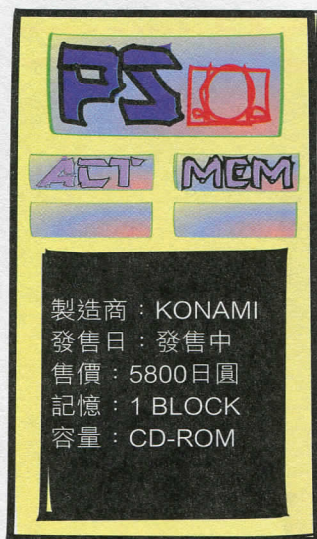 PS
ACT MEM
製造商：KONAMI
發售日：發售中
售價：5800日圓
記憶：1 BLOCK
容量：CD-ROM